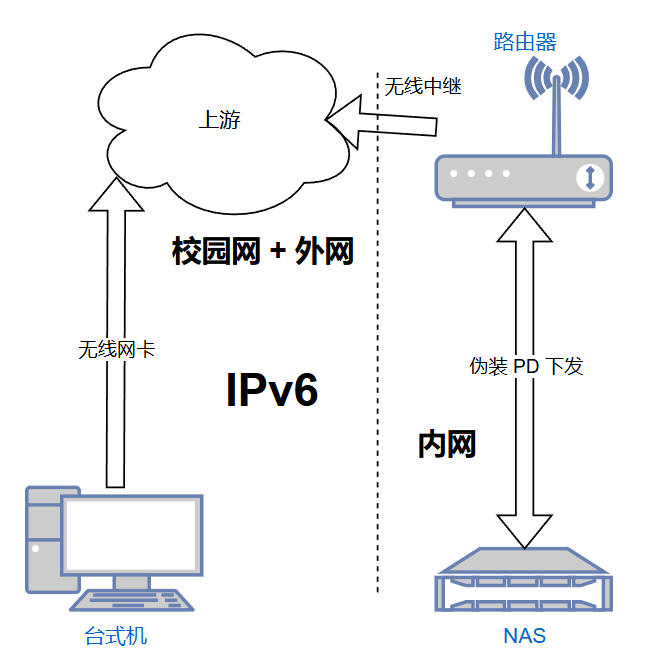 路由器
无线中继
上游
校园网 + 外网
无线网卡
伪装 PD 下发
IPv6
内网
台式机
NAS